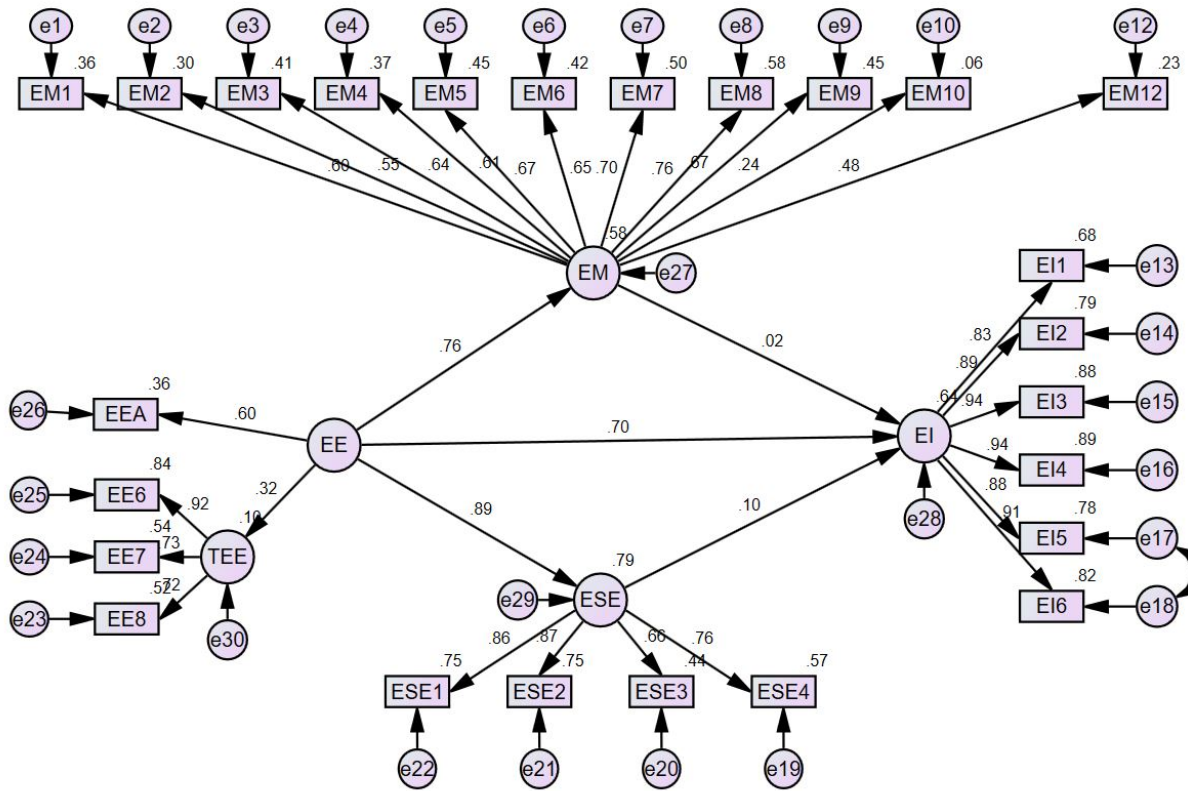 e1 e2 e3 e4 e5 e6 e7 e8 e9 e10 e12
.36 .30 .41 .37 .45 .42 .50 .58 .45 .06 .23
EM1 EM2 EM3 EM4 EM5 EM6 EM7 EM8 EM9 EM10 EM12
.60 .55 .64 .61 .67 .65 .70 .76 .67 .24 .48
.58
EM e27
.68
EI1 e13
.79
EI2 e14
.83
.89
.88
EI3 e15
.76 .02
.36
e26 EEA .60
.64 .94
EE .70 EI
.89
EI4 e16
.94
.84
e25 EE6 .92 .32
.88
.89 .10
.91
e28
.78
EI5 e17
.54 .10
e24 EE7 .73 TEE
.79
.82
EI6 e18
.52 .72
e23 EE8
e29 ESE
e30
.86 .87 .66 .76
.75 .75 .44 .57
ESE1 ESE2 ESE3 ESE4
e22 e21 e20 e19